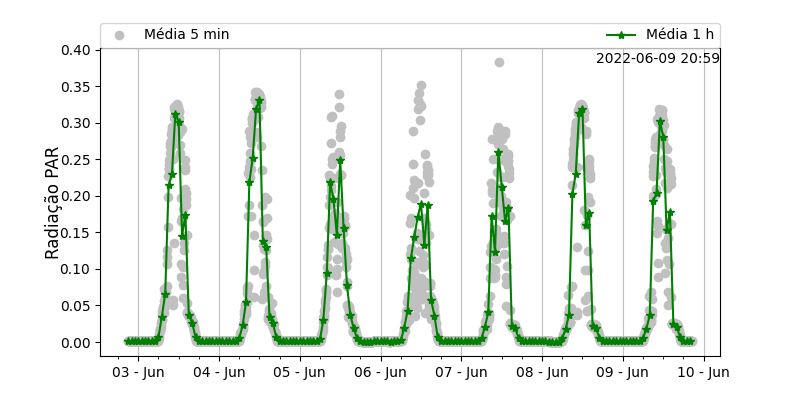 Média 5 min
Média 1 h
2022-06-09 20:59
Radiação PAR
0.40
0.35
0.30
0.25
0.20
0.15
0.10
0.05
0.00
03 - Jun
04 - Jun
05 - Jun
06 - Jun
07 - Jun
08 - Jun
09 - Jun
10 - Jun